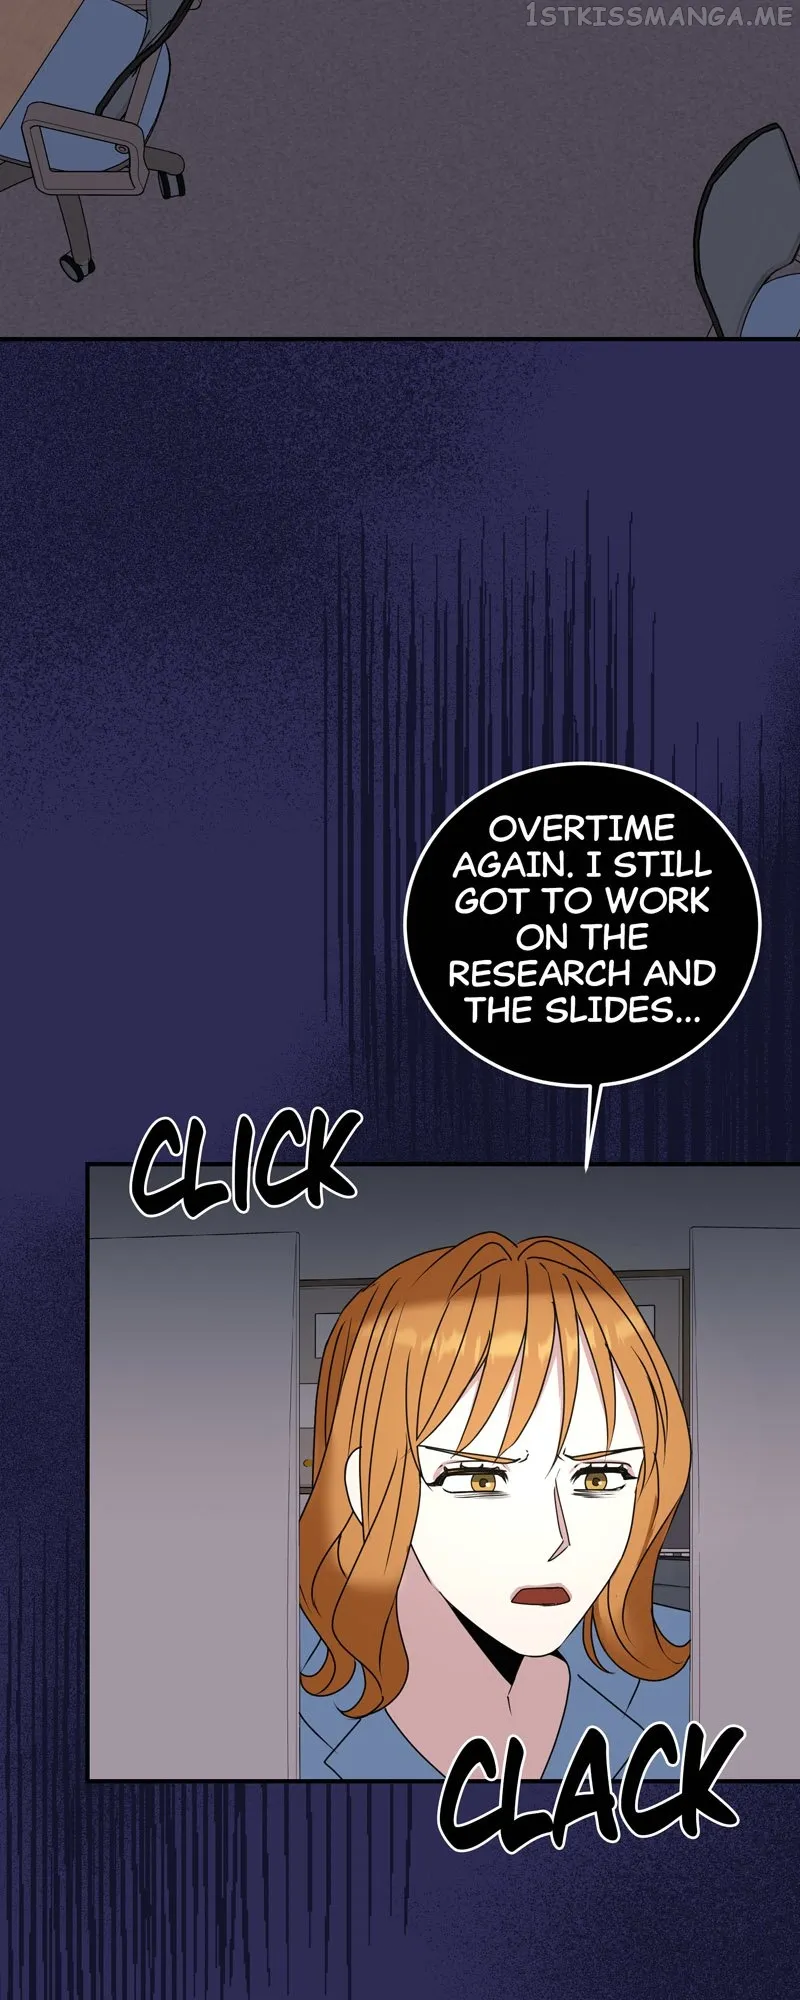 1STKISSMANGA.ME
OVERTIME
AGAIN. I STILL
GOT TO WORK
ON THE
RESEARCH AND
THE SLIDES...
CLICK
CLACK